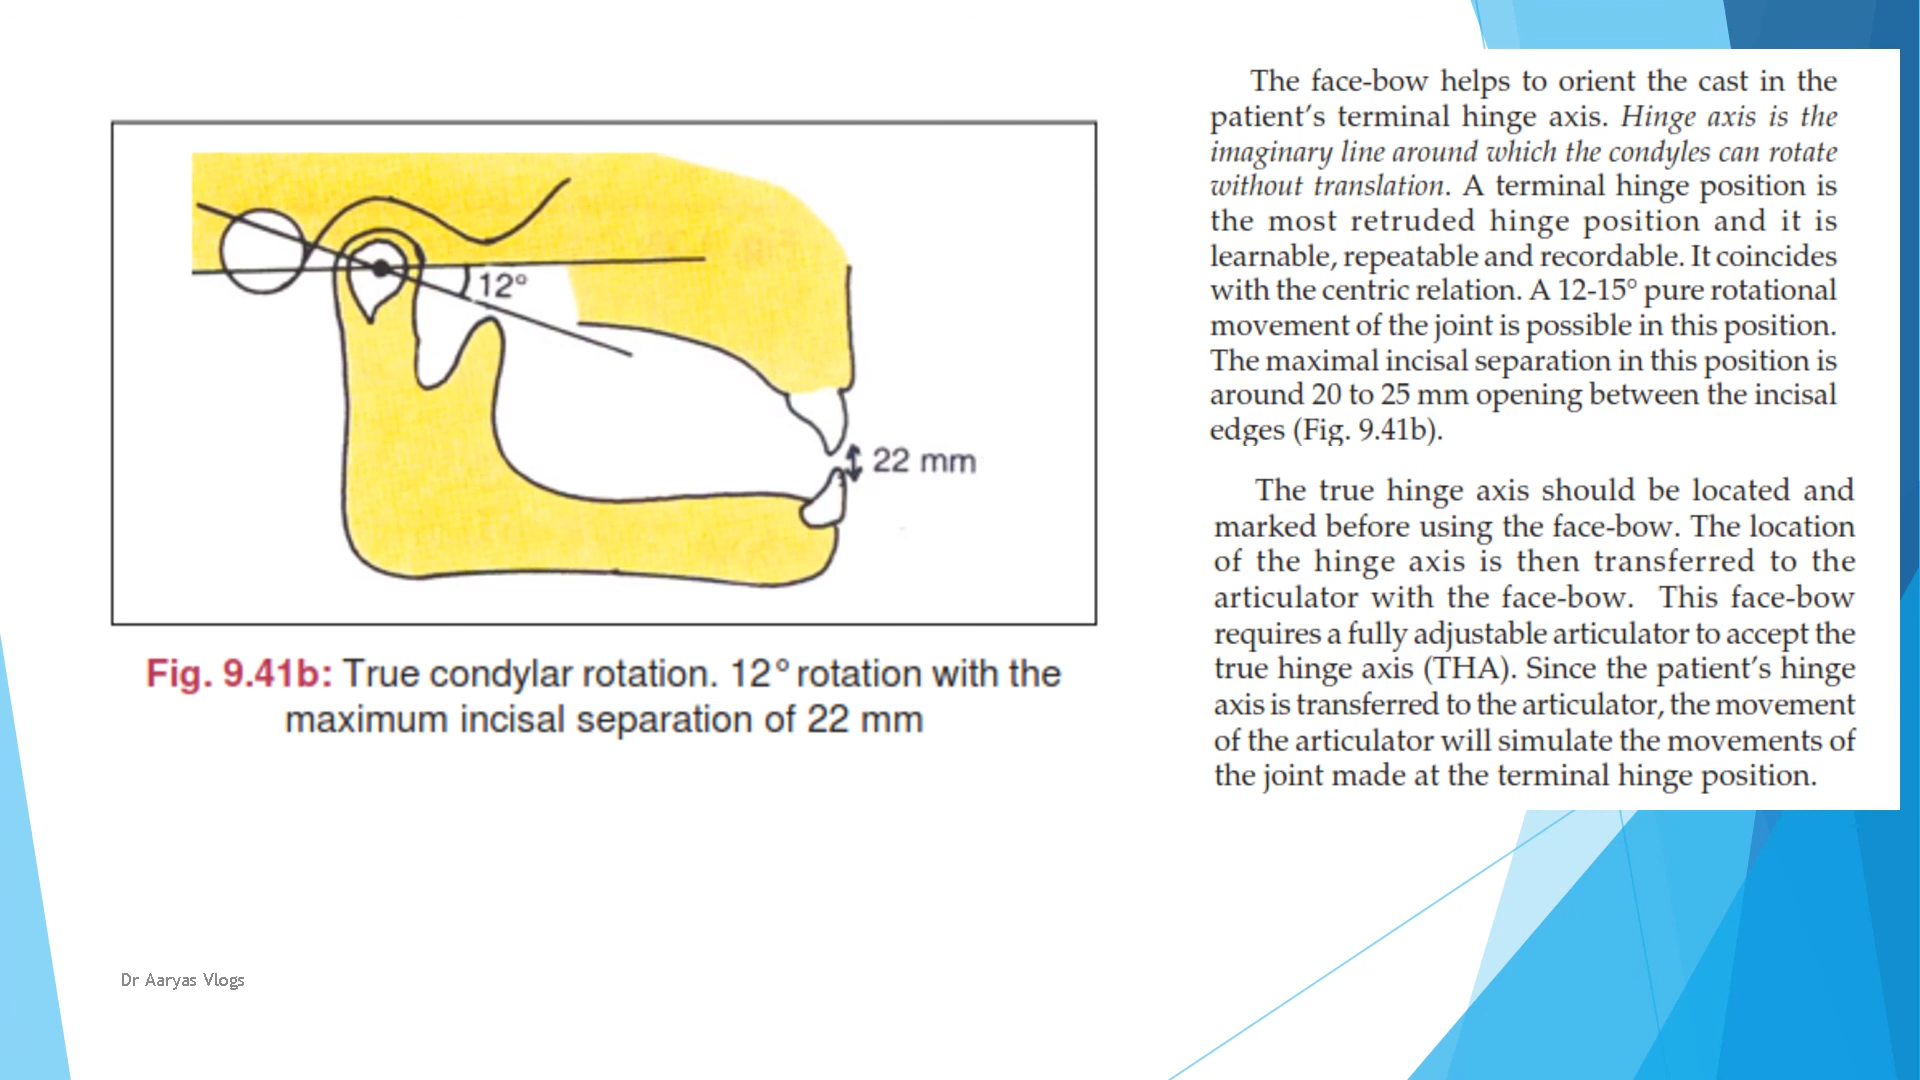 12°
22 mm
Fig. 9.41b: True condylar rotation. 12° rotation with the
maximum incisal separation of 22 mm
The face-bow helps to orient the cast in the
patient's terminal hinge axis. Hinge axis is the
imaginary line around which the condyles can rotate
without translation. A terminal hinge position is
the most retruded hinge position and it is
learnable, repeatable and recordable. It coincides
with the centric relation. A 12-15° pure rotational
movement of the joint is possible in this position.
The maximal incisal separation in this position is
around 20 to 25 mm opening between the incisal
edges (Fig. 9.41b).
The true hinge axis should be located and
marked before using the face-bow. The location
of the hinge axis is then transferred to the
articulator with the face-bow. This face-bow
requires a fully adjustable articulator to accept the
true hinge axis (THA). Since the patient's hinge
axis is transferred to the articulator, the movement
of the articulator will simulate the movements of
the joint made at the terminal hinge position.
Dr Aaryas Vlogs